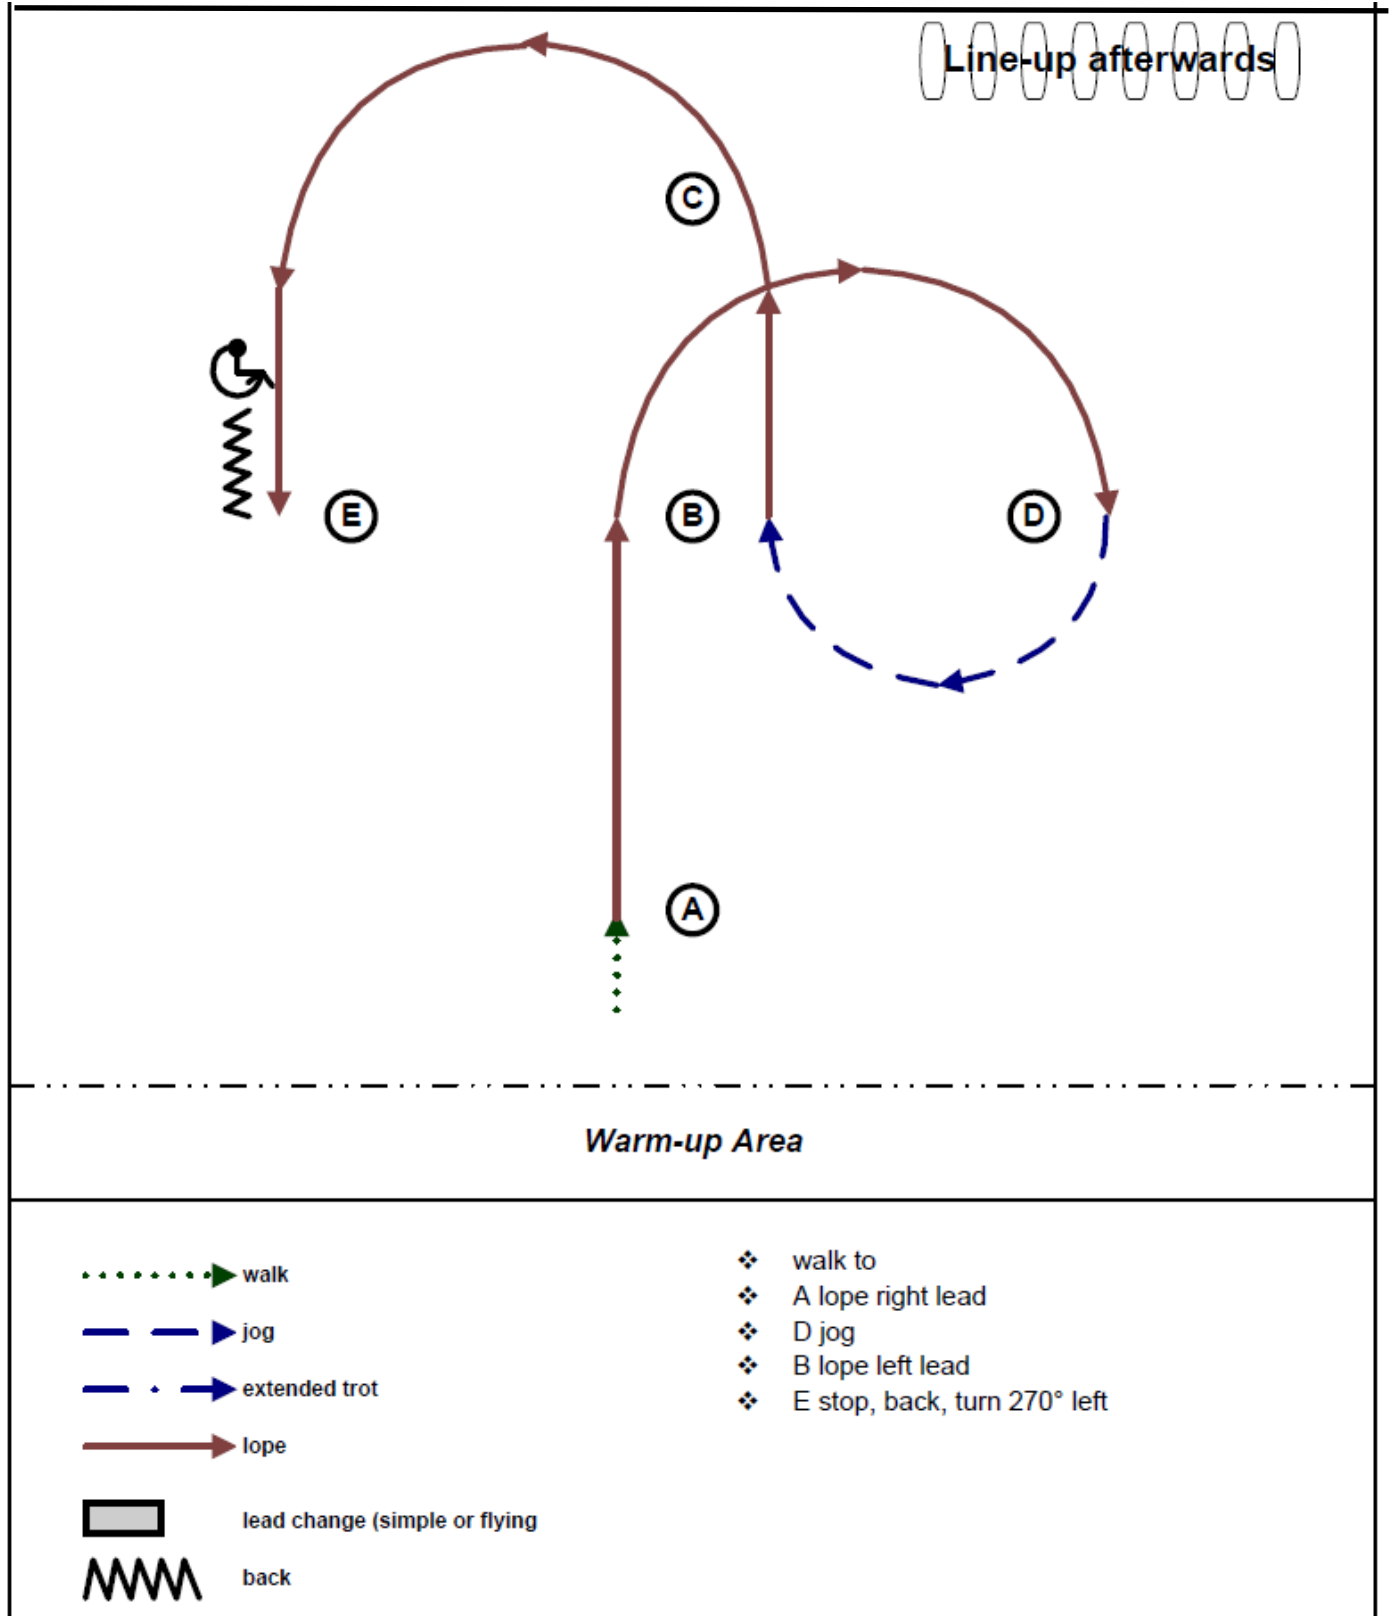 Line-up afterwards
C
E
B
D
A
Warm-up Area
walk
jog
extended trot
lope
lead change (simple or flying
back
❖ walk to
❖ A lope right lead
❖ D jog
❖ B lope left lead
❖ E stop, back, turn 270° left